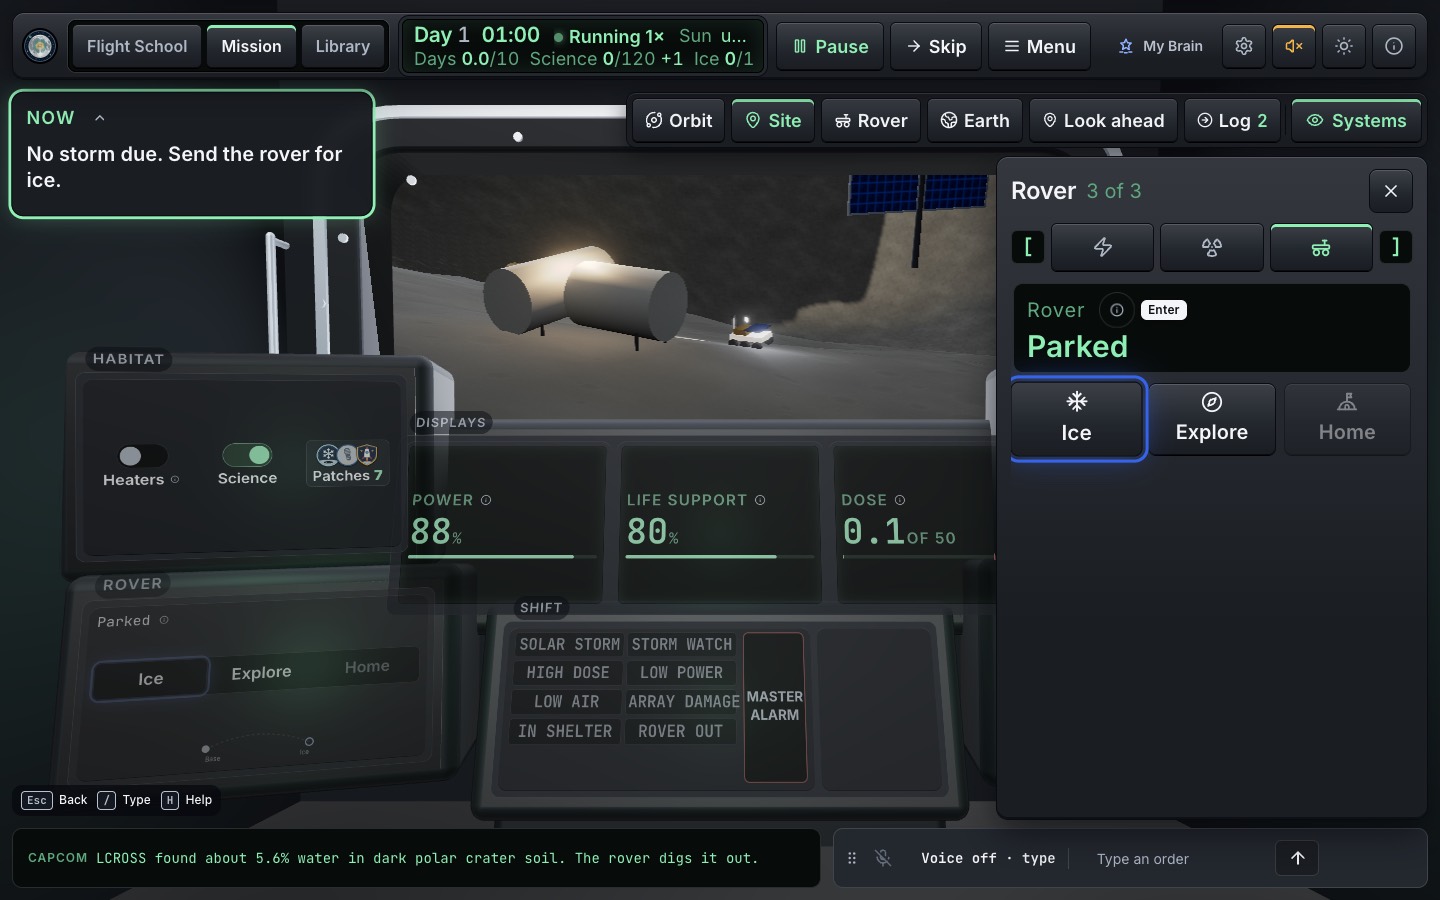 Flight School
Mission
Library
Day 1 01:00 Running 1× Sun u...
Days 0.0/10 Science 0/120 +1 Ice 0/1
Pause
Skip
Menu
My Brain
NOW
No storm due. Send the rover for
ice.
Orbit
Site
Rover
Earth
Look ahead
Log 2
Systems
Rover 3 of 3
[
]
Rover Enter
Parked
Ice
Explore
Home
HABITAT
Heaters
Science
Patches 7
DISPLAYS
POWER
88%
LIFE SUPPORT
80%
DOSE
0.1 OF 50
ROVER
Parked
Ice
Explore
Home
Base
Ice
SHIFT
SOLAR STORM
STORM WATCH
HIGH DOSE
LOW POWER
LOW AIR
ARRAY DAMAGE
IN SHELTER
ROVER OUT
MASTER
ALARM
Esc Back / Type H Help
CAPCOM LCROSS found about 5.6% water in dark polar crater soil. The rover digs it out.
Voice off · type
Type an order